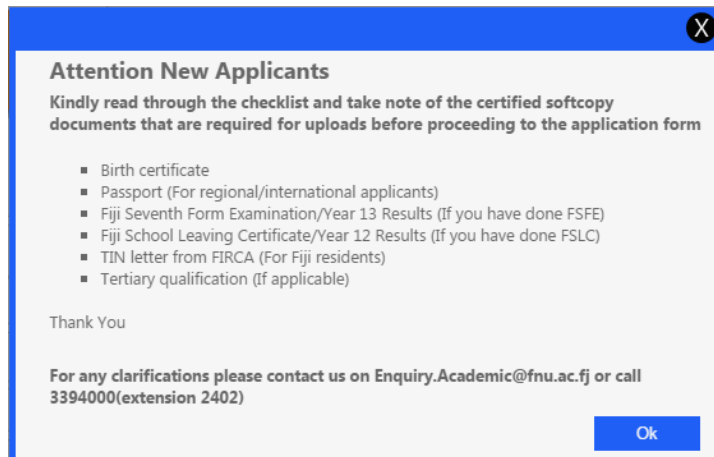 X
Attention New Applicants
Kindly read through the checklist and take note of the certified softcopy
documents that are required for uploads before proceeding to the application form
▪ Birth certificate
▪ Passport (For regional/international applicants)
▪ Fiji Seventh Form Examination/Year 13 Results (If you have done FSFE)
▪ Fiji School Leaving Certificate/Year 12 Results (If you have done FSLC)
▪ TIN letter from FIRCA (For Fiji residents)
▪ Tertiary qualification (If applicable)
Thank You
For any clarifications please contact us on Enquiry.Academic@fnu.ac.fj or call
3394000(extension 2402)
Ok